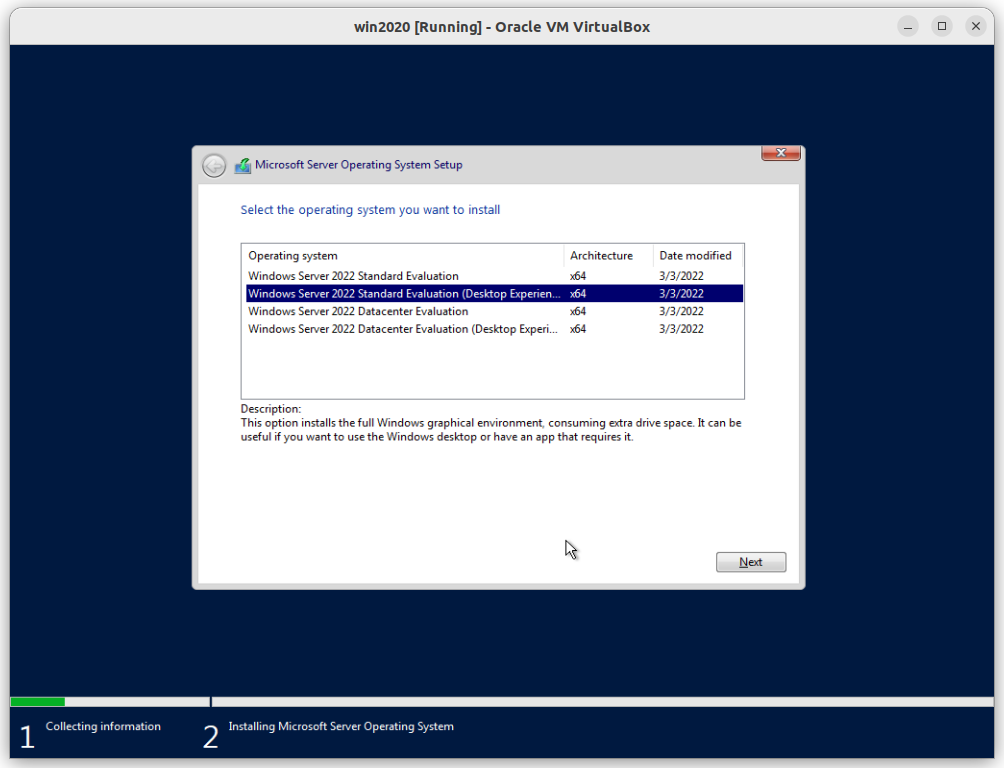 win2020 [Running] - Oracle VM VirtualBox
Microsoft Server Operating System Setup
Select the operating system you want to install
Operating system Architecture Date modified
Windows Server 2022 Standard Evaluation x64 3/3/2022
Windows Server 2022 Standard Evaluation (Desktop Experien... x64 3/3/2022
Windows Server 2022 Datacenter Evaluation x64 3/3/2022
Windows Server 2022 Datacenter Evaluation (Desktop Experi... x64 3/3/2022
Description:
This option installs the full Windows graphical environment, consuming extra drive space. It can be
useful if you want to use the Windows desktop or have an app that requires it.
Next
1 Collecting information 2 Installing Microsoft Server Operating System